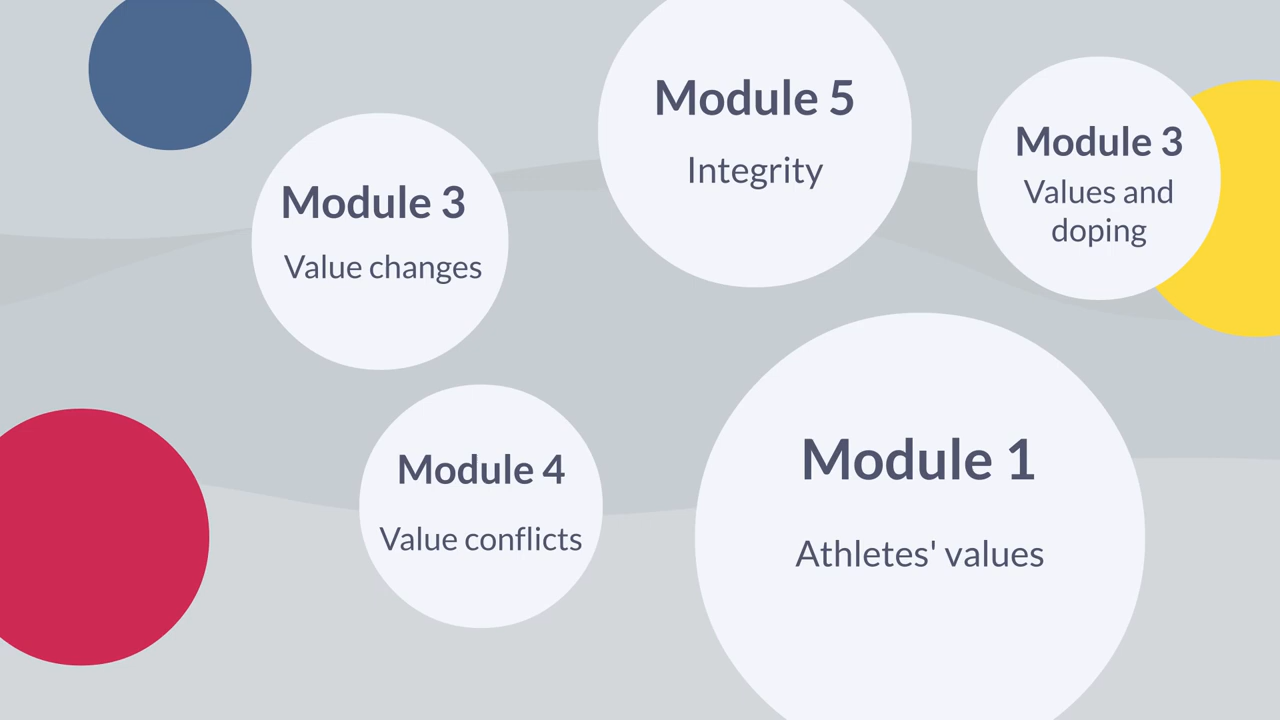 Module 5
Integrity
Module 3
Values and
doping
Module 3
Value changes
Module 4
Value conflicts
Module 1
Athletes' values